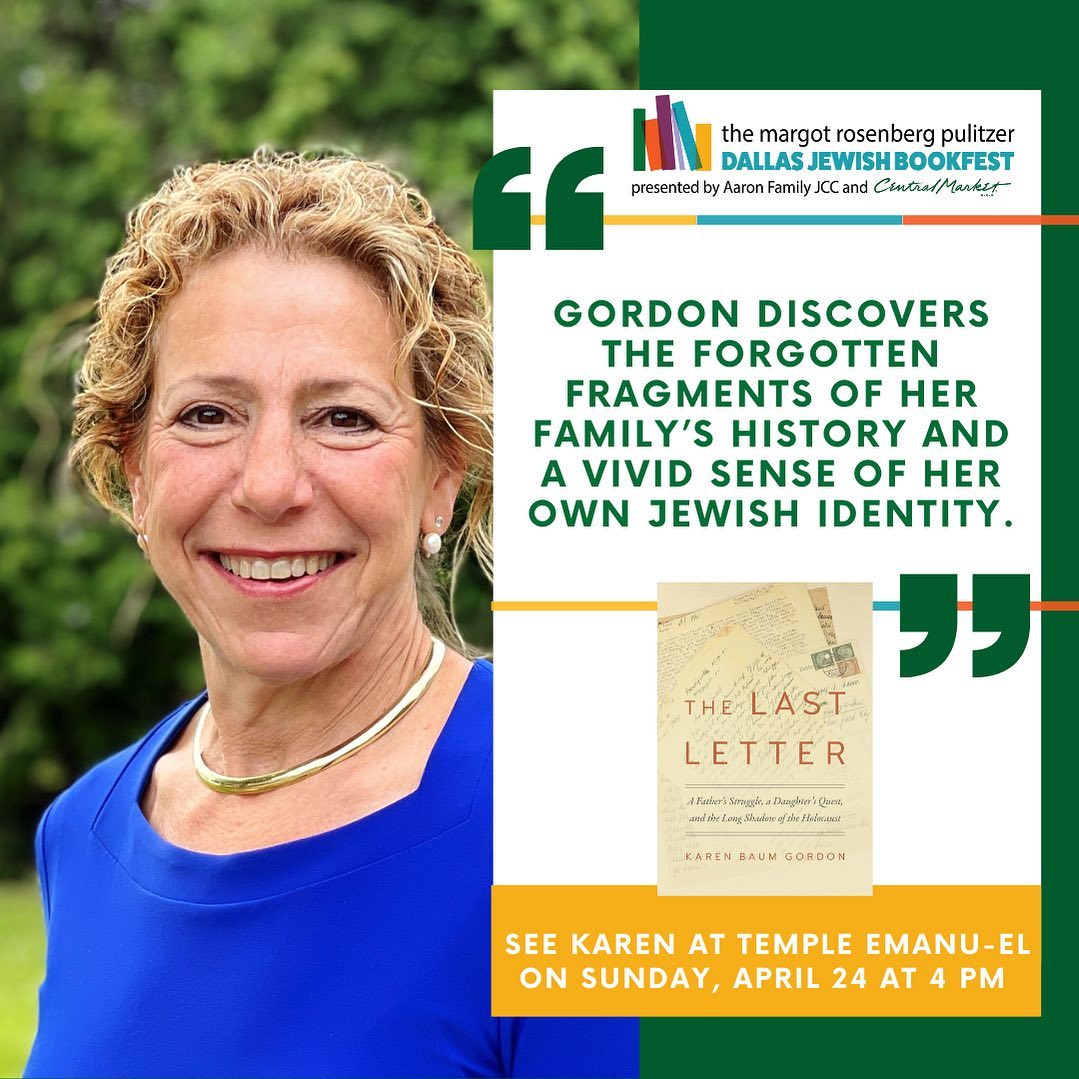 the margot rosenberg pulitzer
DALLAS JEWISH BOOKFEST
presented by Aaron Family JCC and Central Market
“
GORDON DISCOVERS
THE FORGOTTEN
FRAGMENTS OF HER
FAMILY’S HISTORY AND
A VIVID SENSE OF HER
OWN JEWISH IDENTITY.
”
THE LAST
LETTER
A Father's Struggle, a Daughter's Quest,
and the Long Shadow of the Holocaust
KAREN BAUM GORDON
SEE KAREN AT TEMPLE EMANU-EL
ON SUNDAY, APRIL 24 AT 4 PM